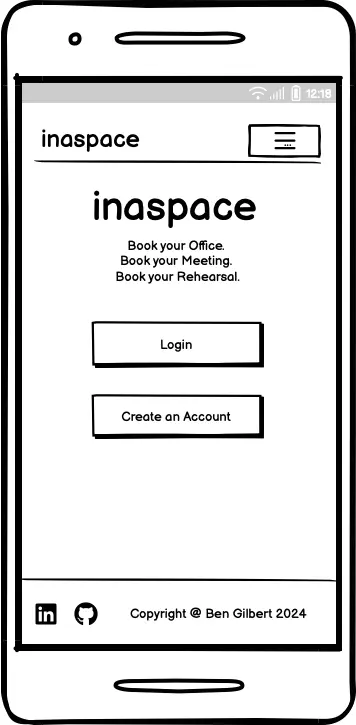 12:18
inaspace
inaspace
Book your Office.
Book your Meeting.
Book your Rehearsal.
Login
Create an Account
in
Copyright @ Ben Gilbert 2024